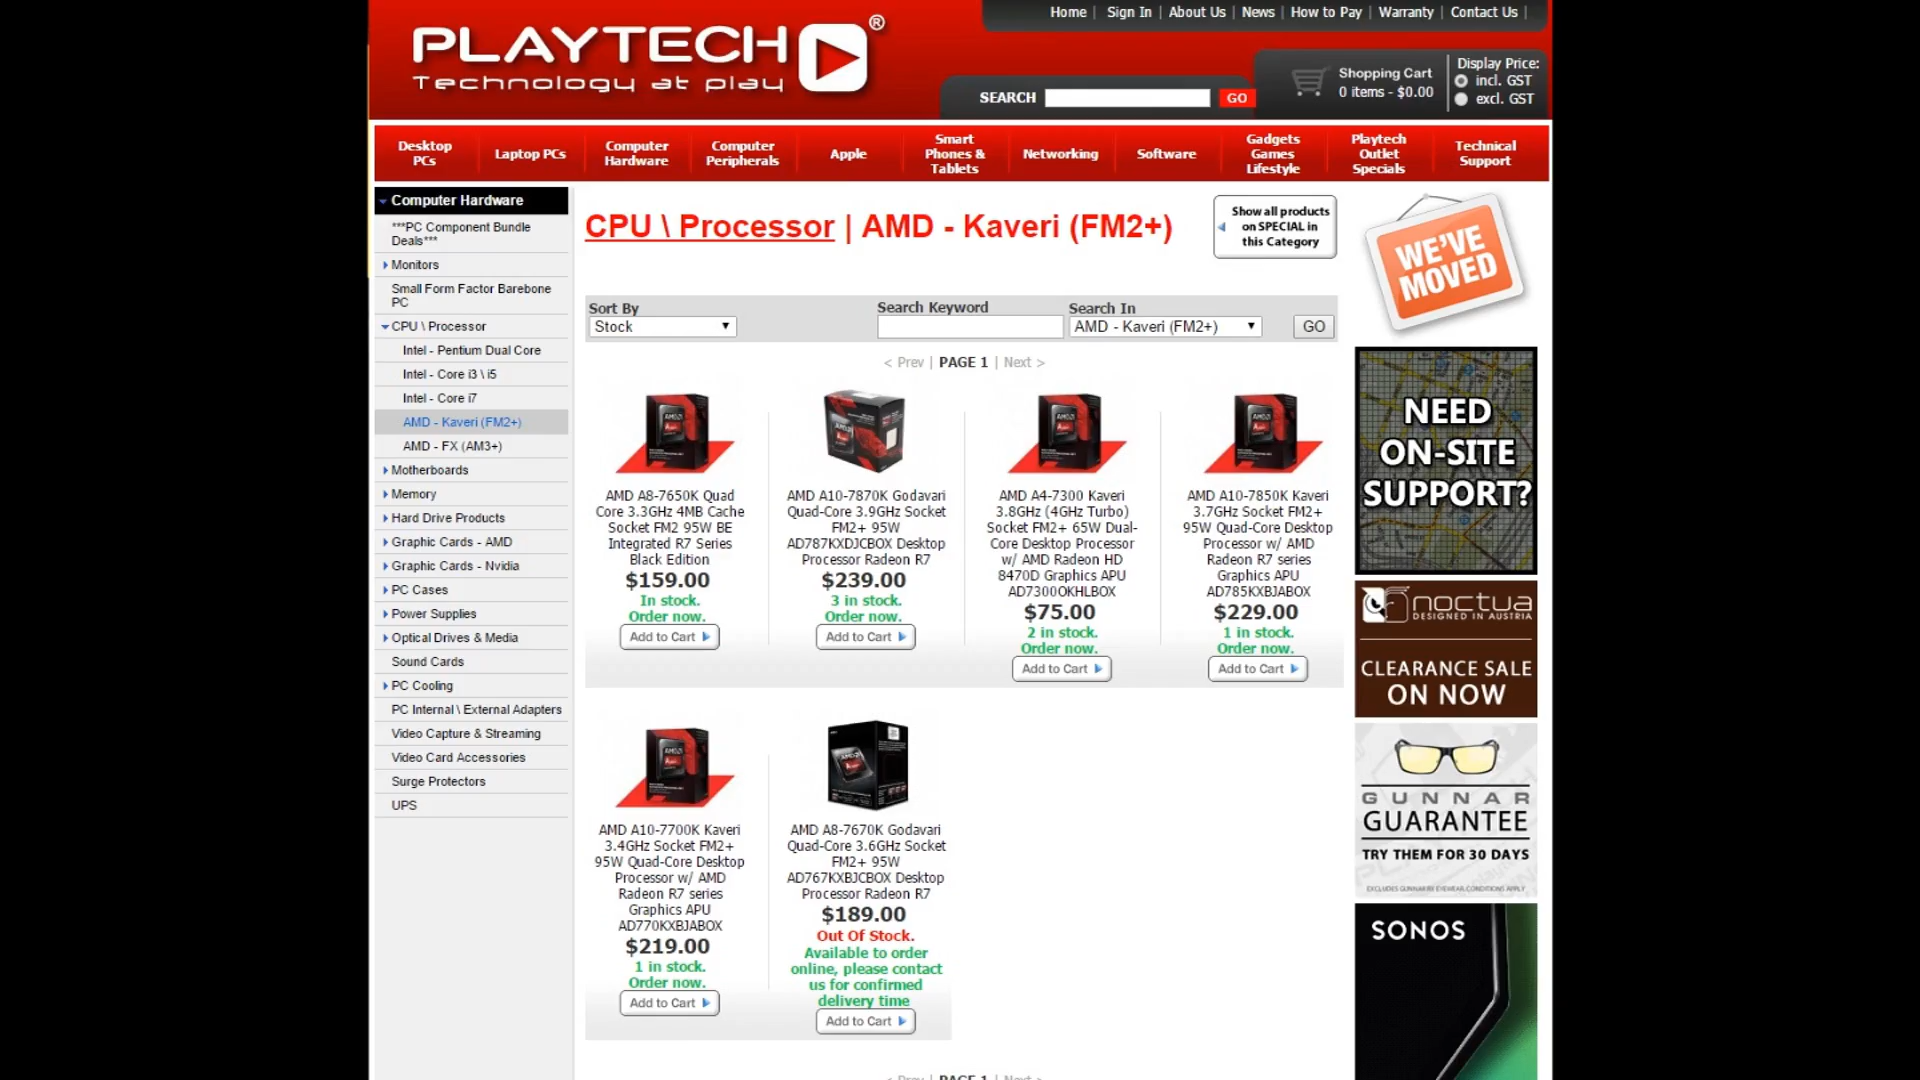 Home | Sign In | About Us | News | How to Pay | Warranty | Contact Us |
PLAYTECH ®
Technology at play
SEARCH GO
Shopping Cart
0 items - $0.00
Display Price:
incl. GST
excl. GST
Desktop
PCs
Laptop PCs
Computer
Hardware
Computer
Peripherals
Apple
Smart
Phones &
Tablets
Networking
Software
Gadgets
Games
Lifestyle
Playtech
Outlet
Specials
Technical
Support
Computer Hardware
***PC Component Bundle
Deals***
Monitors
Small Form Factor Barebone
PC
CPU \ Processor
Intel - Pentium Dual Core
Intel - Core i3 \ i5
Intel - Core i7
AMD - Kaveri (FM2+)
AMD - FX (AM3+)
Motherboards
Memory
Hard Drive Products
Graphic Cards - AMD
Graphic Cards - Nvidia
PC Cases
Power Supplies
Optical Drives & Media
Sound Cards
PC Cooling
PC Internal \ External Adapters
Video Capture & Streaming
Video Card Accessories
Surge Protectors
UPS
CPU \ Processor | AMD - Kaveri (FM2+)
Show all products
on SPECIAL in
this Category
Sort By
Stock
Search Keyword
Search In
AMD - Kaveri (FM2+)
GO
< Prev | PAGE 1 | Next >
AMD A8-7650K Quad
Core 3.3GHz 4MB Cache
Socket FM2 95W BE
Integrated R7 Series
Black Edition
$159.00
In stock.
Order now.
Add to Cart
AMD A10-7870K Godavari
Quad-Core 3.9GHz Socket
FM2+ 95W
AD787KXDJCBOX Desktop
Processor Radeon R7
$239.00
3 in stock.
Order now.
Add to Cart
AMD A4-7300 Kaveri
3.8GHz (4GHz Turbo)
Socket FM2+ 65W Dual-
Core Desktop Processor
w/ AMD Radeon HD
8470D Graphics APU
AD7300OKHLBOX
$75.00
2 in stock.
Order now.
Add to Cart
AMD A10-7850K Kaveri
3.7GHz Socket FM2+
95W Quad-Core Desktop
Processor w/ AMD
Radeon R7 series
Graphics APU
AD785KXBJABOX
$229.00
1 in stock.
Order now.
Add to Cart
AMD A10-7700K Kaveri
3.4GHz Socket FM2+
95W Quad-Core Desktop
Processor w/ AMD
Radeon R7 series
Graphics APU
AD770KXBJABOX
$219.00
1 in stock.
Order now.
Add to Cart
AMD A8-7670K Godavari
Quad-Core 3.6GHz Socket
FM2+ 95W
AD767KXBJCBOX Desktop
Processor Radeon R7
$189.00
Out Of Stock.
Available to order
online, please contact
us for confirmed
delivery time
Add to Cart
< Prev | PAGE 1 | Next >
WE'VE
MOVED
NEED
ON-SITE
SUPPORT?
noctua
DESIGNED IN AUSTRIA
CLEARANCE SALE
ON NOW
GUNNAR
GUARANTEE
TRY THEM FOR 30 DAYS
SONOS